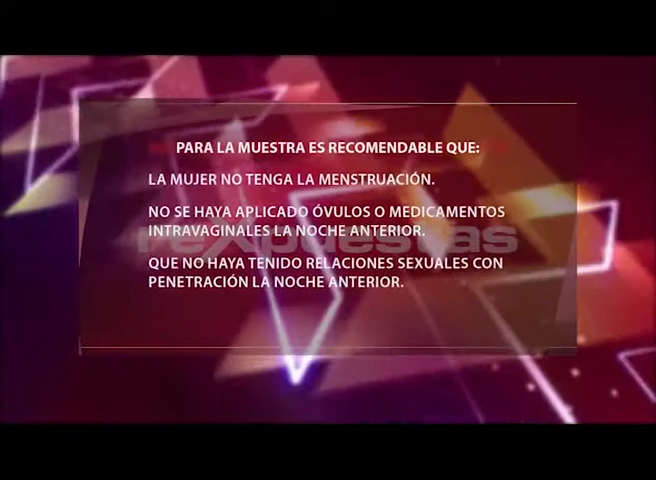 PARA LA MUESTRA ES RECOMENDABLE QUE:
LA MUJER NO TENGA LA MENSTRUACIÓN.
NO SE HAYA APLICADO ÓVULOS O MEDICAMENTOS
INTRAVAGINALES LA NOCHE ANTERIOR.
reXpuestas
QUE NO HAYA TENIDO RELACIONES SEXUALES CON
PENETRACIÓN LA NOCHE ANTERIOR.